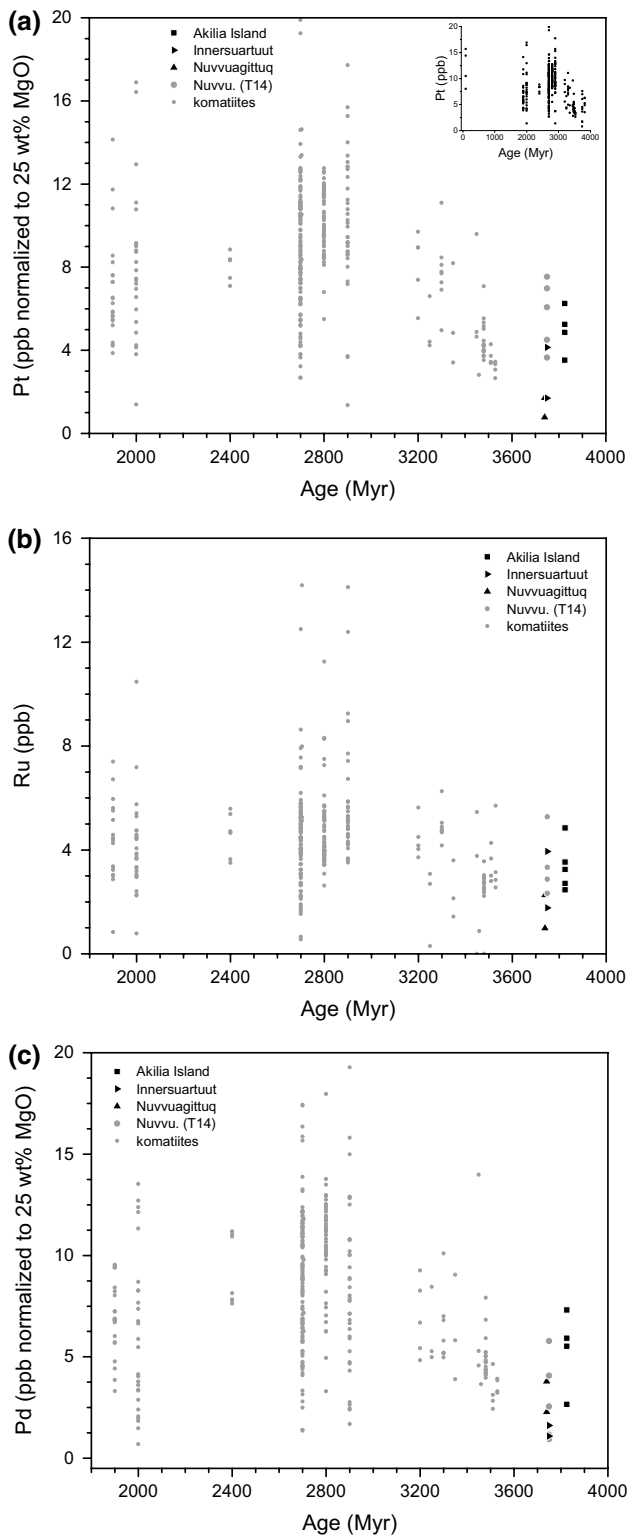 (a)
Pt (ppb normalized to 25 wt% MgO)
20
16
12
8
4
0
Akilia Island
Innersuartuut
Nuvvuagittuq
Nuvvu. (T14)
komatiites
Pt (ppb)
20
15
10
5
0
0 1000 2000 3000 4000
Age (Myr)
2000 2400 2800 3200 3600 4000
Age (Myr)
(b)
Ru (ppb)
16
12
8
4
0
Akilia Island
Innersuartuut
Nuvvuagittuq
Nuvvu. (T14)
komatiites
2000 2400 2800 3200 3600 4000
Age (Myr)
(c)
Pd (ppb normalized to 25 wt% MgO)
20
15
10
5
0
Akilia Island
Innersuartuut
Nuvvuagittuq
Nuvvu. (T14)
komatiites
2000 2400 2800 3200 3600 4000
Age (Myr)